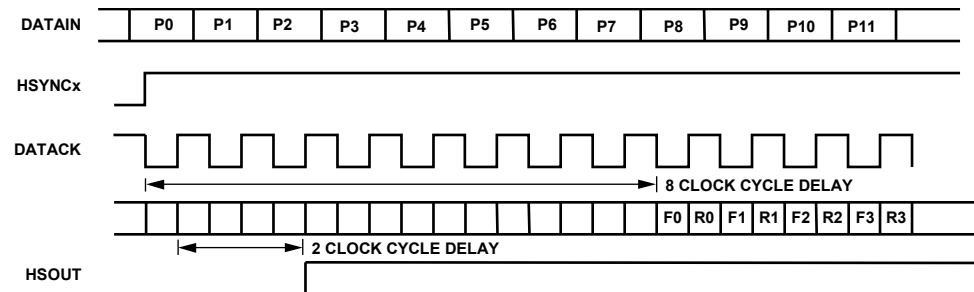 DATAIN P0 P1 P2 P3 P4 P5 P6 P7 P8 P9 P10 P11
HSYNCx
DATACK
8 CLOCK CYCLE DELAY
F0 R0 F1 R1 F2 R2 F3 R3
2 CLOCK CYCLE DELAY
HSOUT